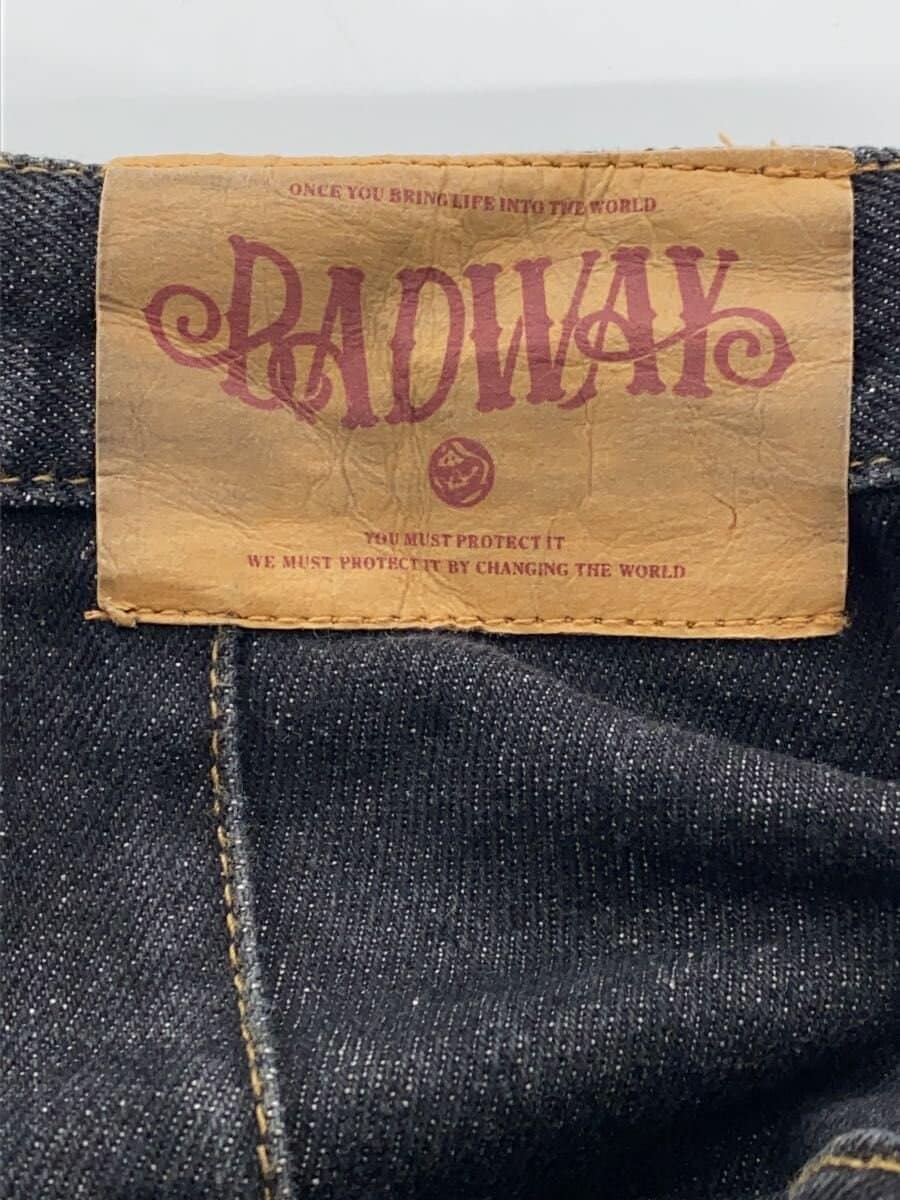 ONCE YOU BRING LIFE INTO THE WORLD
RADWAY
YOU MUST PROTECT IT
WE MUST PROTECT IT BY CHANGING THE WORLD